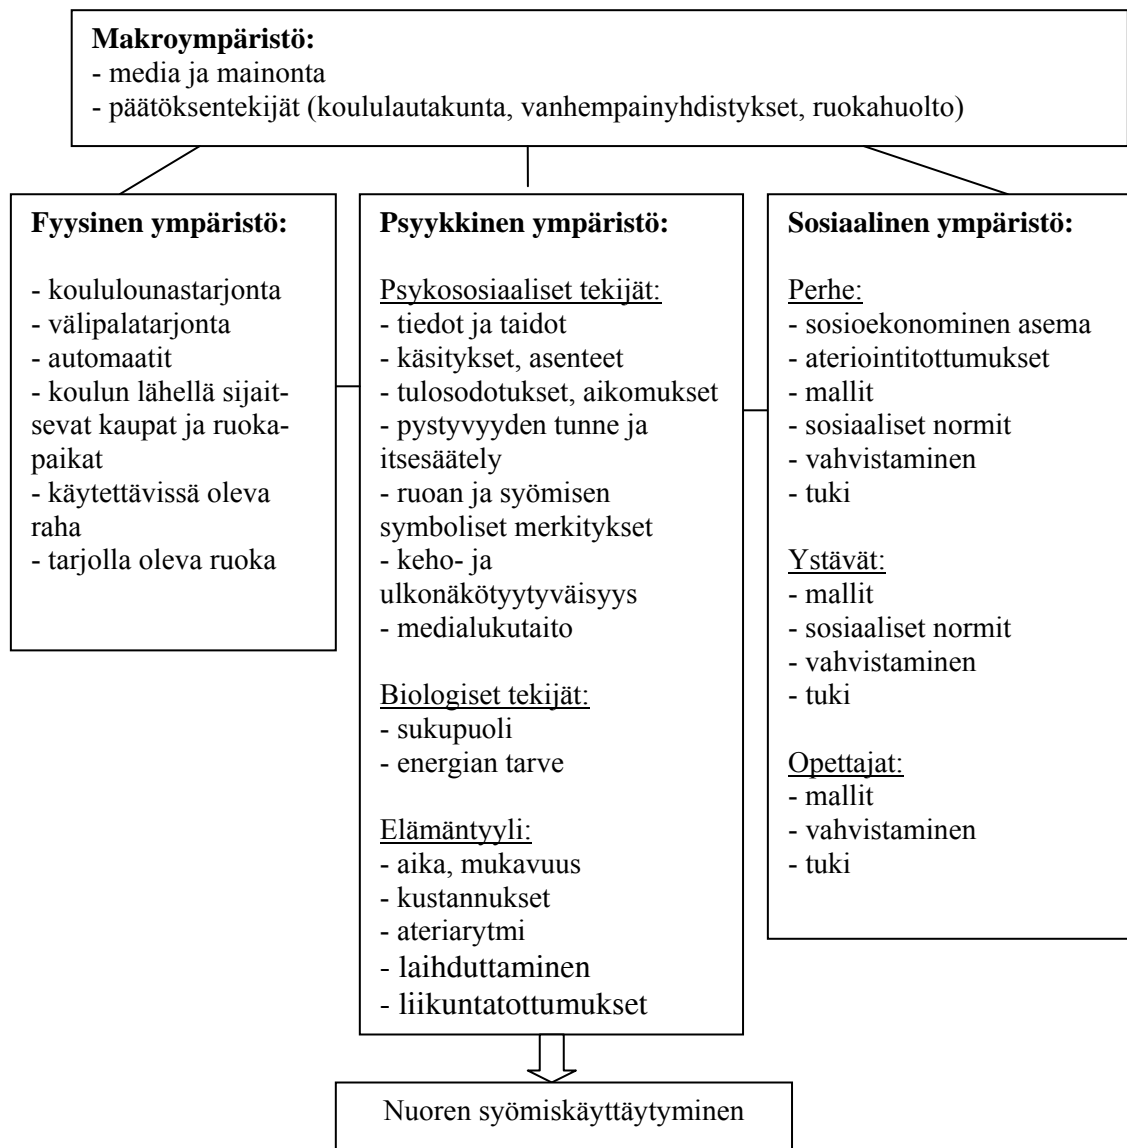 Makroympäristö:
- media ja mainonta
- päätöksentekijät (koululautakunta, vanhempainyhdistykset, ruokahuolto)
Fyysinen ympäristö:
- koululounastarjonta
- välipalatarjonta
- automaatit
- koulun lähellä sijait-
sevat kaupat ja ruoka-
paikat
- käytettävissä oleva
raha
- tarjolla oleva ruoka
Psyykkinen ympäristö:
Psykososiaaliset tekijät:
- tiedot ja taidot
- käsitykset, asenteet
- tulosodotukset, aikomukset
- pystyvyyden tunne ja
itsesäätely
- ruoan ja syömisen
symboliset merkitykset
- keho- ja
ulkonäkötyytyväisyys
- medialukutaito
Biologiset tekijät:
- sukupuoli
- energian tarve
Elämäntyyli:
- aika, mukavuus
- kustannukset
- ateriarytmi
- laihduttaminen
- liikuntatottumukset
Sosiaalinen ympäristö:
Perhe:
- sosioekonominen asema
- ateriointitottumukset
- mallit
- sosiaaliset normit
- vahvistaminen
- tuki
Ystävät:
- mallit
- sosiaaliset normit
- vahvistaminen
- tuki
Opettajat:
- mallit
- vahvistaminen
- tuki
Nuoren syömiskäyttäytyminen